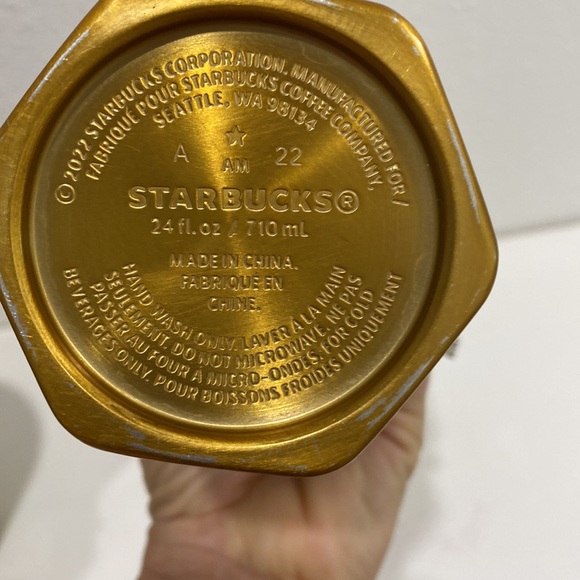 © 2022 STARBUCKS CORPORATION. MANUFACTURED FOR/
FABRIQUÉ POUR STARBUCKS COFFEE COMPANY,
SEATTLE, WA 98134
A AM 22
STARBUCKS®
24 fl. oz / 710 mL
MADE IN CHINA.
FABRIQUÉ EN
CHINE.
HAND WASH ONLY. LAVER À LA MAIN
SEULEMENT. DO NOT MICROWAVE. NE PAS
PASSER AU FOUR À MICRO-ONDES. FOR COLD
BEVERAGES ONLY. POUR BOISSONS FROIDES UNIQUEMENT